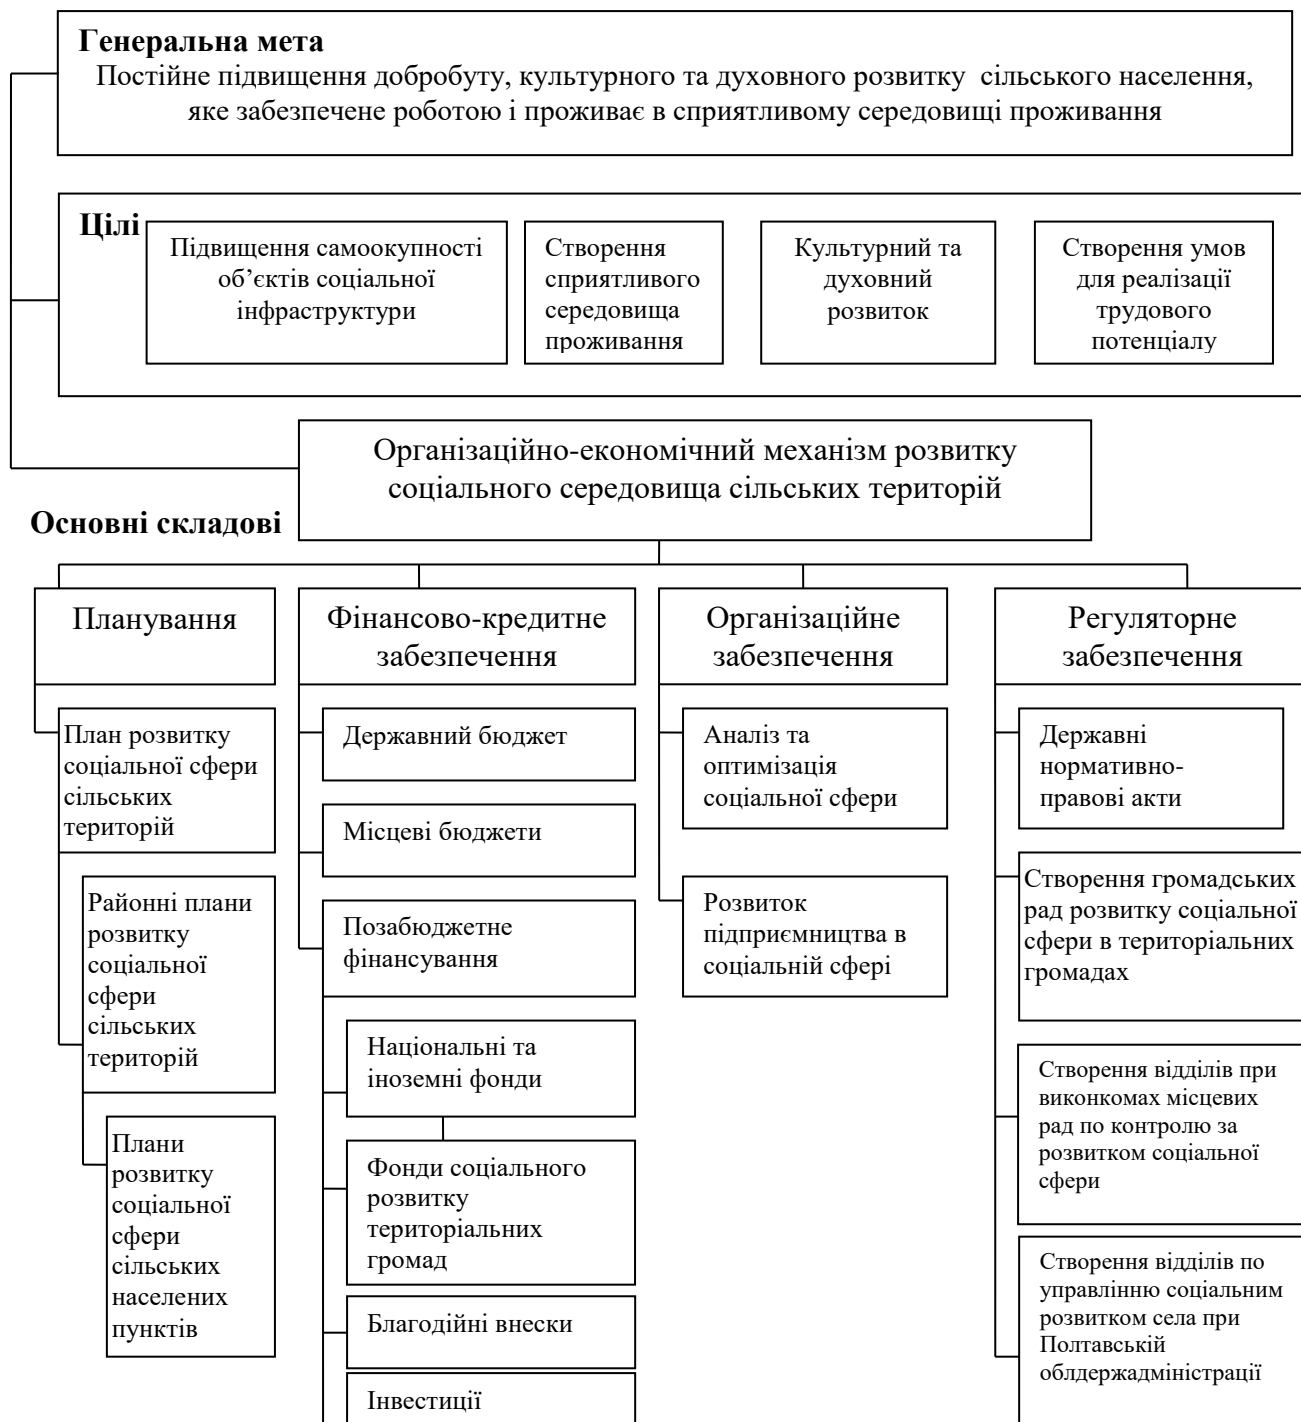 Генеральна мета
Постійне підвищення добробуту, культурного та духовного розвитку сільського населення,
яке забезпечене роботою і проживає в сприятливому середовищі проживання
Цілі
Підвищення самоокупності
об’єктів соціальної
інфраструктури
Створення
сприятливого
середовища
проживання
Культурний та
духовний
розвиток
Створення умов
для реалізації
трудового
потенціалу
Організаційно-економічний механізм розвитку
соціального середовища сільських територій
Основні складові
Планування
Фінансово-кредитне
забезпечення
Організаційне
забезпечення
Регуляторне
забезпечення
План розвитку
соціальної сфери
сільських
територій
Районні плани
розвитку
соціальної
сфери
сільських
територій
Плани
розвитку
соціальної
сфери
сільських
населених
пунктів
Державний бюджет
Місцеві бюджети
Позабюджетне
фінансування
Національні та
іноземні фонди
Фонди соціального
розвитку
територіальних
громад
Благодійні внески
Інвестиції
Аналіз та
оптимізація
соціальної сфери
Розвиток
підприємництва в
соціальній сфері
Державні
нормативно-
правові акти
Створення громадських
рад розвитку соціальної
сфери в територіальних
громадах
Створення відділів при
виконкомах місцевих
рад по контролю за
розвитком соціальної
сфери
Створення відділів по
управлінню соціальним
розвитком села при
Полтавській
облдержадміністрації